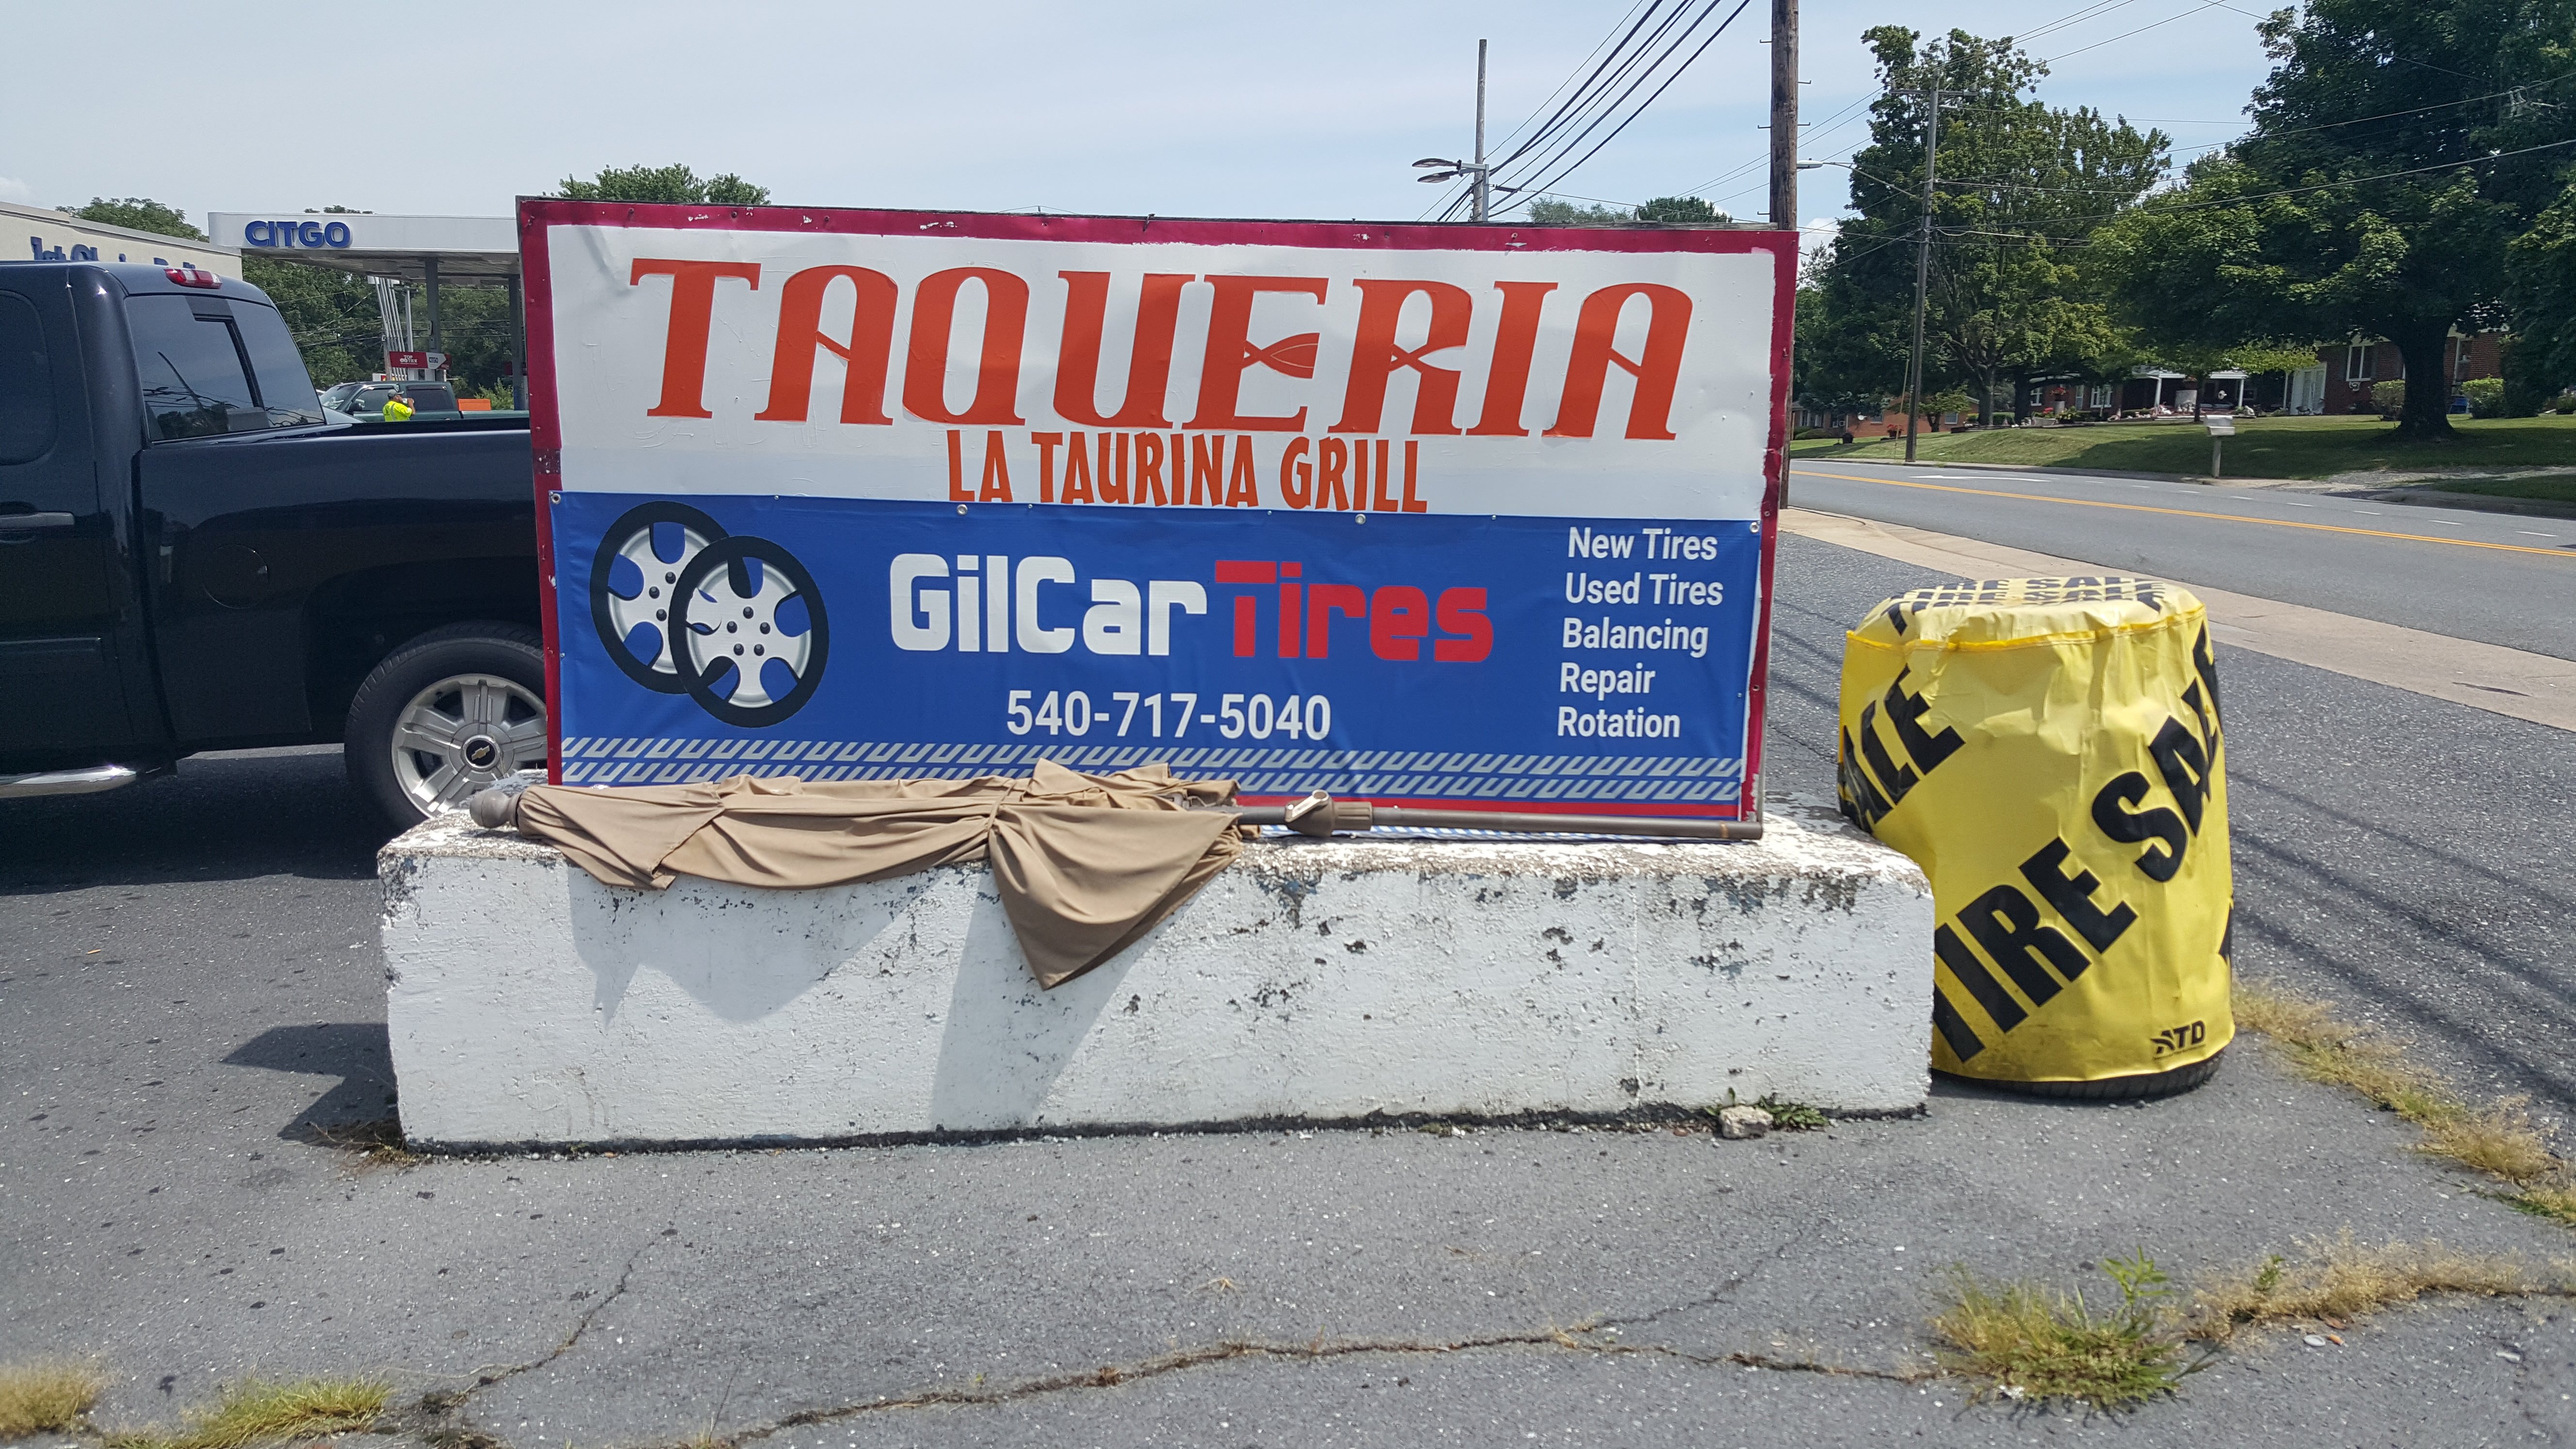 CITGO
TAQUERIA
LA TAURINA GRILL
GilCar Tires
540-717-5040
New Tires
Used Tires
Balancing
Repair
Rotation
TIRE SALE
SALE
TIRE SALE
ATD